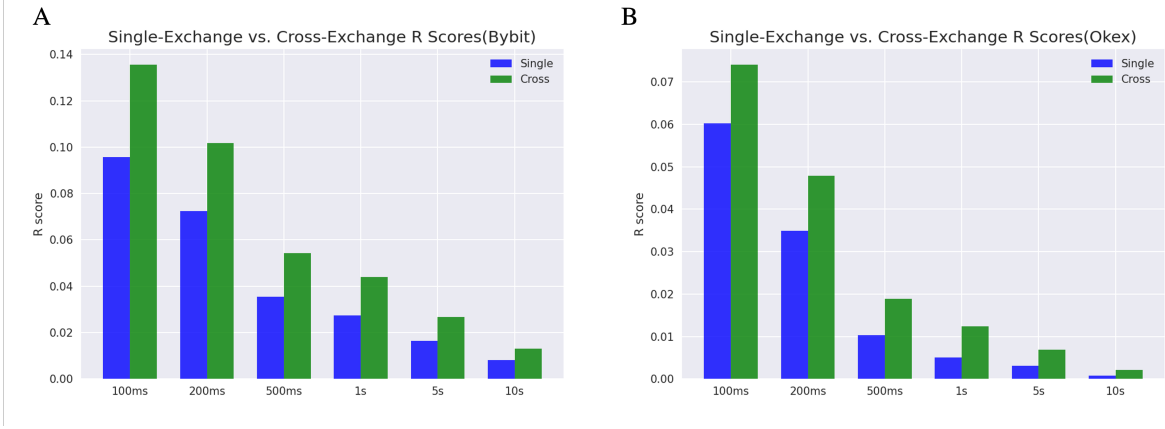 A
Single-Exchange vs. Cross-Exchange R Scores(Bybit)
Single
Cross
R score
0.14
0.12
0.10
0.08
0.06
0.04
0.02
0.00
100ms 200ms 500ms 1s 5s 10s
B
Single-Exchange vs. Cross-Exchange R Scores(Okex)
Single
Cross
R score
0.07
0.06
0.05
0.04
0.03
0.02
0.01
0.00
100ms 200ms 500ms 1s 5s 10s